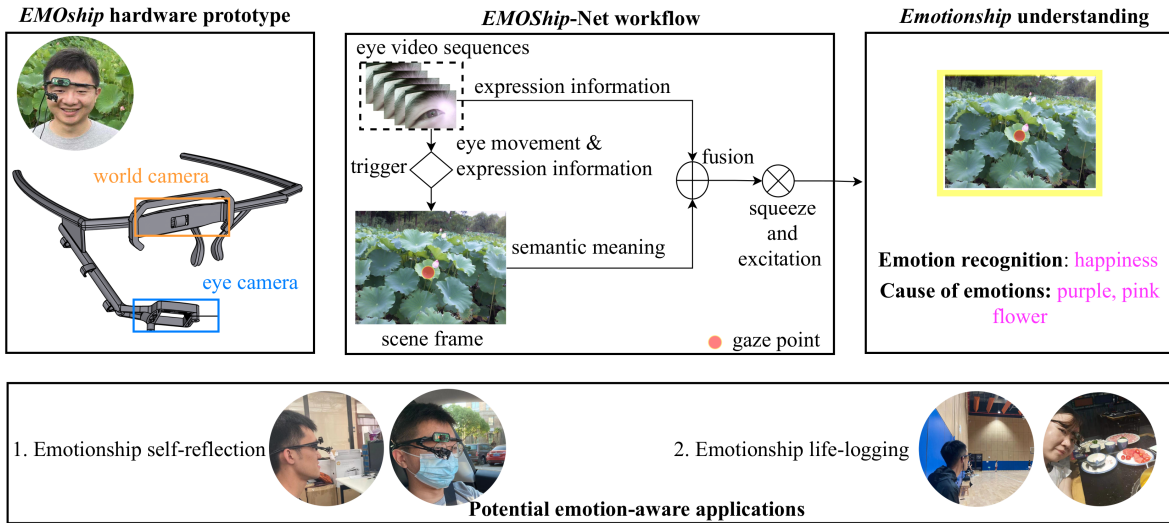 EMOship hardware prototype
world camera
eye camera
EMOShip-Net workflow
eye video sequences
expression information
eye movement &
trigger
expression information
fusion
squeeze
and
excitation
semantic meaning
scene frame
gaze point
Emotionship understanding
Emotion recognition: happiness
Cause of emotions: purple, pink
flower
1. Emotionship self-reflection
2. Emotionship life-logging
Potential emotion-aware applications